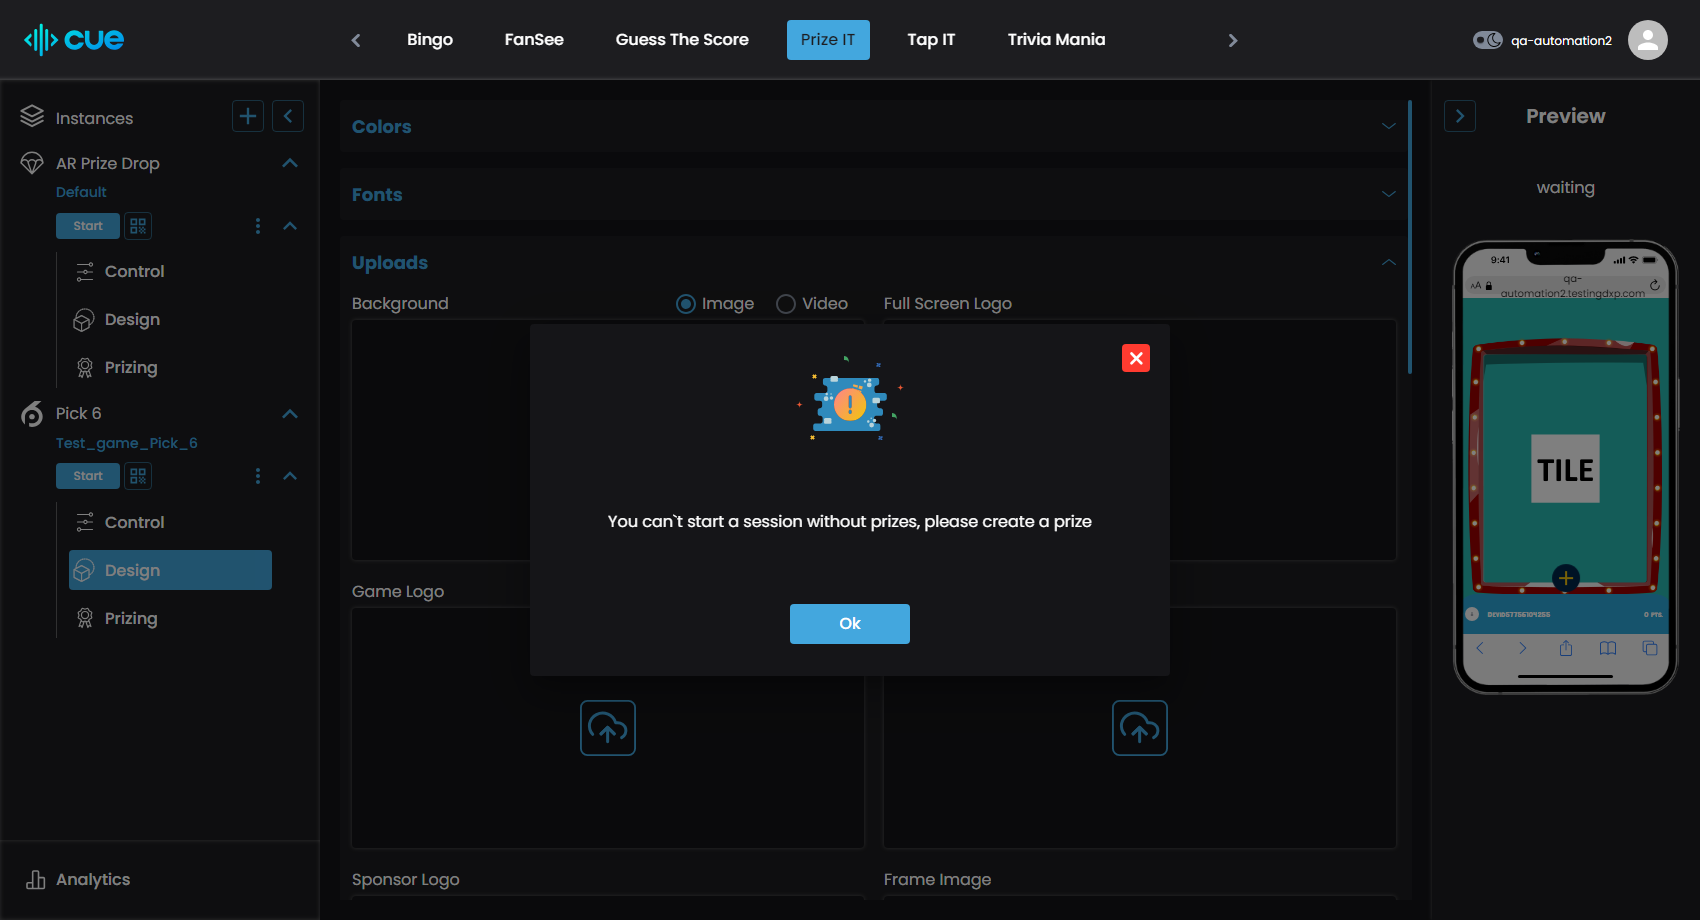 cue
Bingo
FanSee
Guess The Score
Prize IT
Tap IT
Trivia Mania
qa-automation2
Instances
AR Prize Drop
Default
Start
Control
Design
Prizing
Pick 6
Test_game_Pick_6
Start
Control
Design
Prizing
Analytics
Colors
Fonts
Uploads
Background
Image
Video
Full Screen Logo
You can`t start a session without prizes, please create a prize
Ok
Game Logo
Sponsor Logo
Frame Image
Preview
waiting
9:41
AA
qa-
automation2.testingdxp.com
TILE
0 PTS.